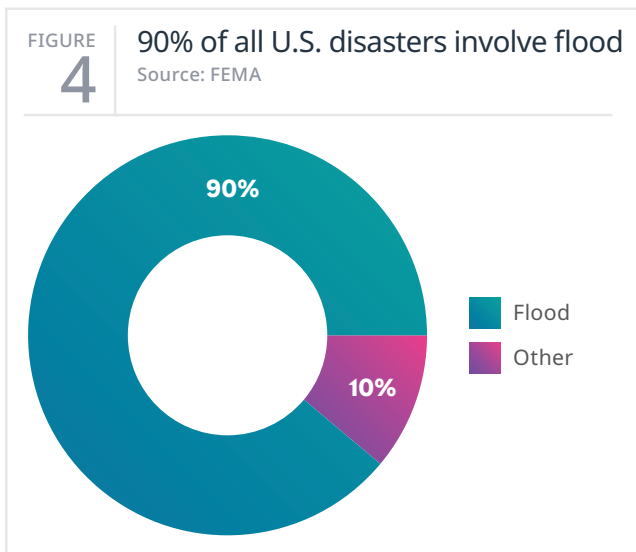 FIGURE
4
90% of all U.S. disasters involve flood
Source: FEMA
90%
10%
Flood
Other